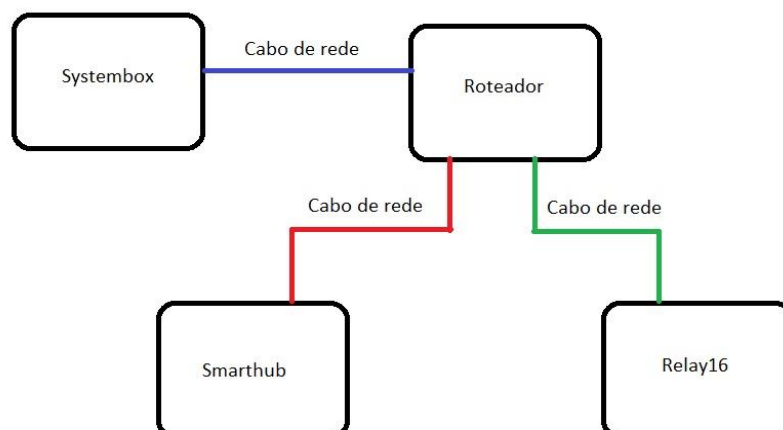 Cabo de rede
Systembox
Roteador
Cabo de rede
Cabo de rede
Smarthub
Relay16